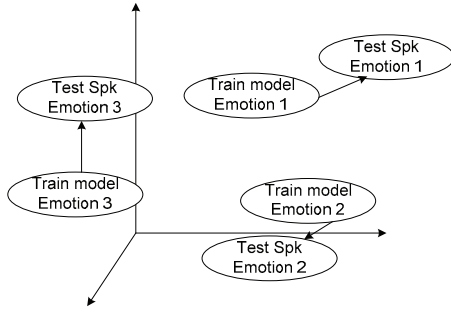 Test Spk
Emotion 1
Train model
Emotion 1
Test Spk
Emotion 3
Train model
Emotion 3
Train model
Emotion 2
Test Spk
Emotion 2